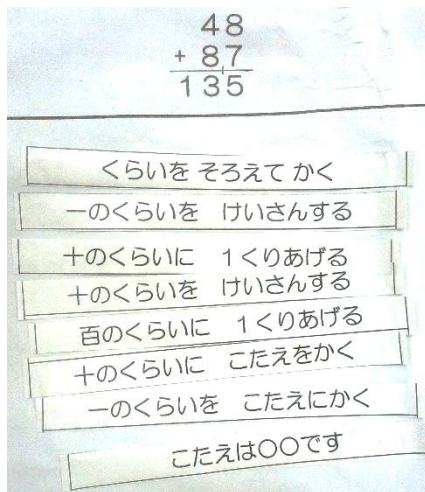 48
+ 87
135
くらいを そろえて かく
一のくらいを けいさんする
十のくらいに 1くりあげる
十のくらいを けいさんする
百のくらいに 1くりあげる
十のくらいに こたえをかく
一のくらいを こたえにかく
こたえは〇〇です